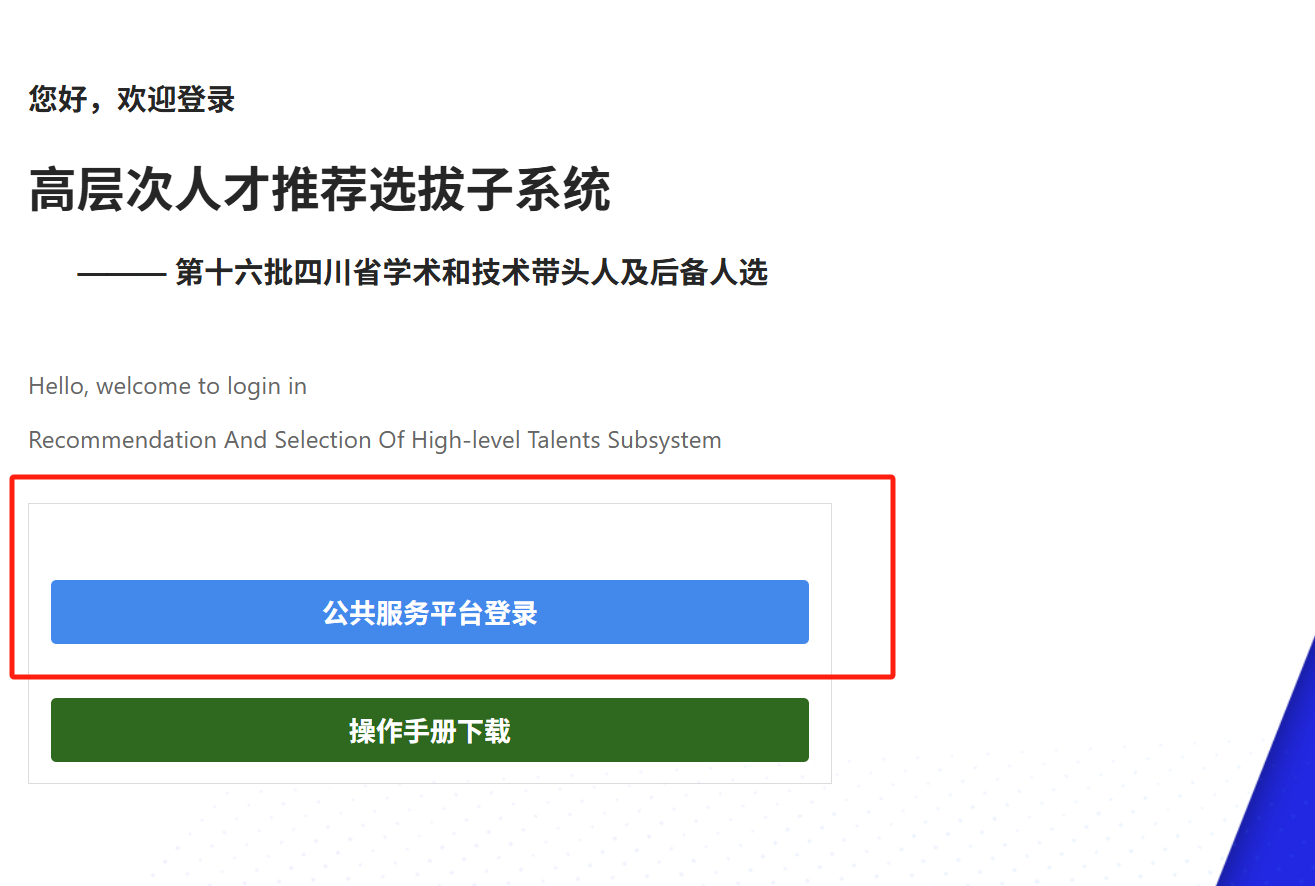 您好，欢迎登录
高层次人才推荐选拔子系统
——— 第十六批四川省学术和技术带头人及后备人选
Hello, welcome to login in
Recommendation And Selection Of High-level Talents Subsystem
公共服务平台登录
操作手册下载